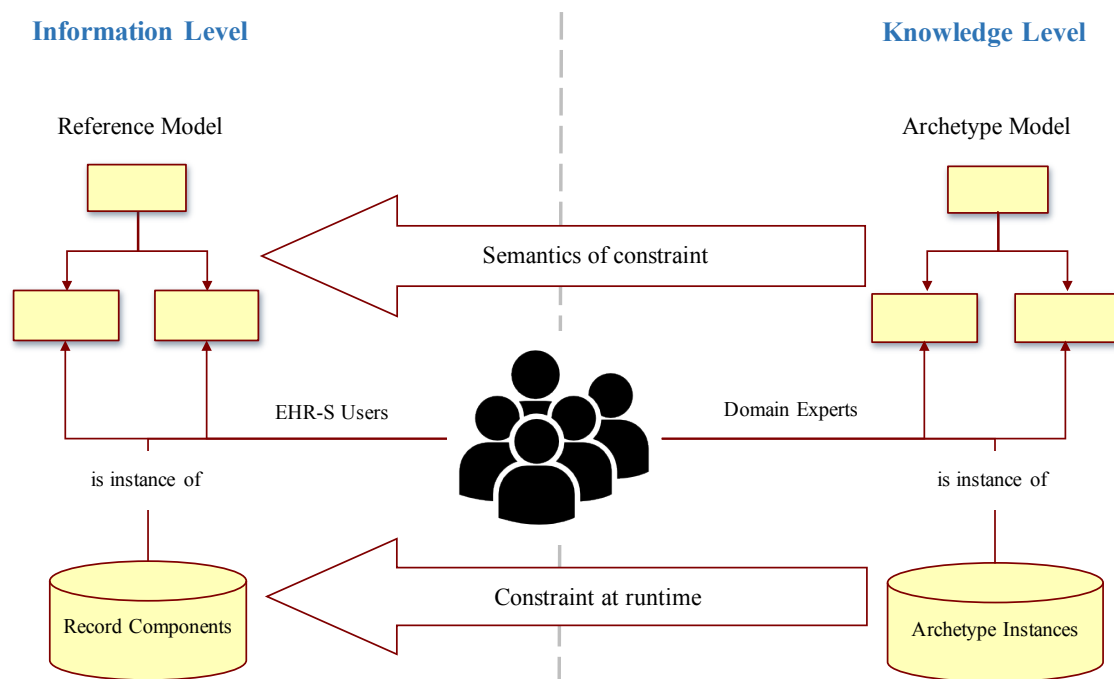 Information Level
Knowledge Level
Reference Model
Archetype Model
Semantics of constraint
EHR-S Users
Domain Experts
is instance of
is instance of
Constraint at runtime
Record Components
Archetype Instances